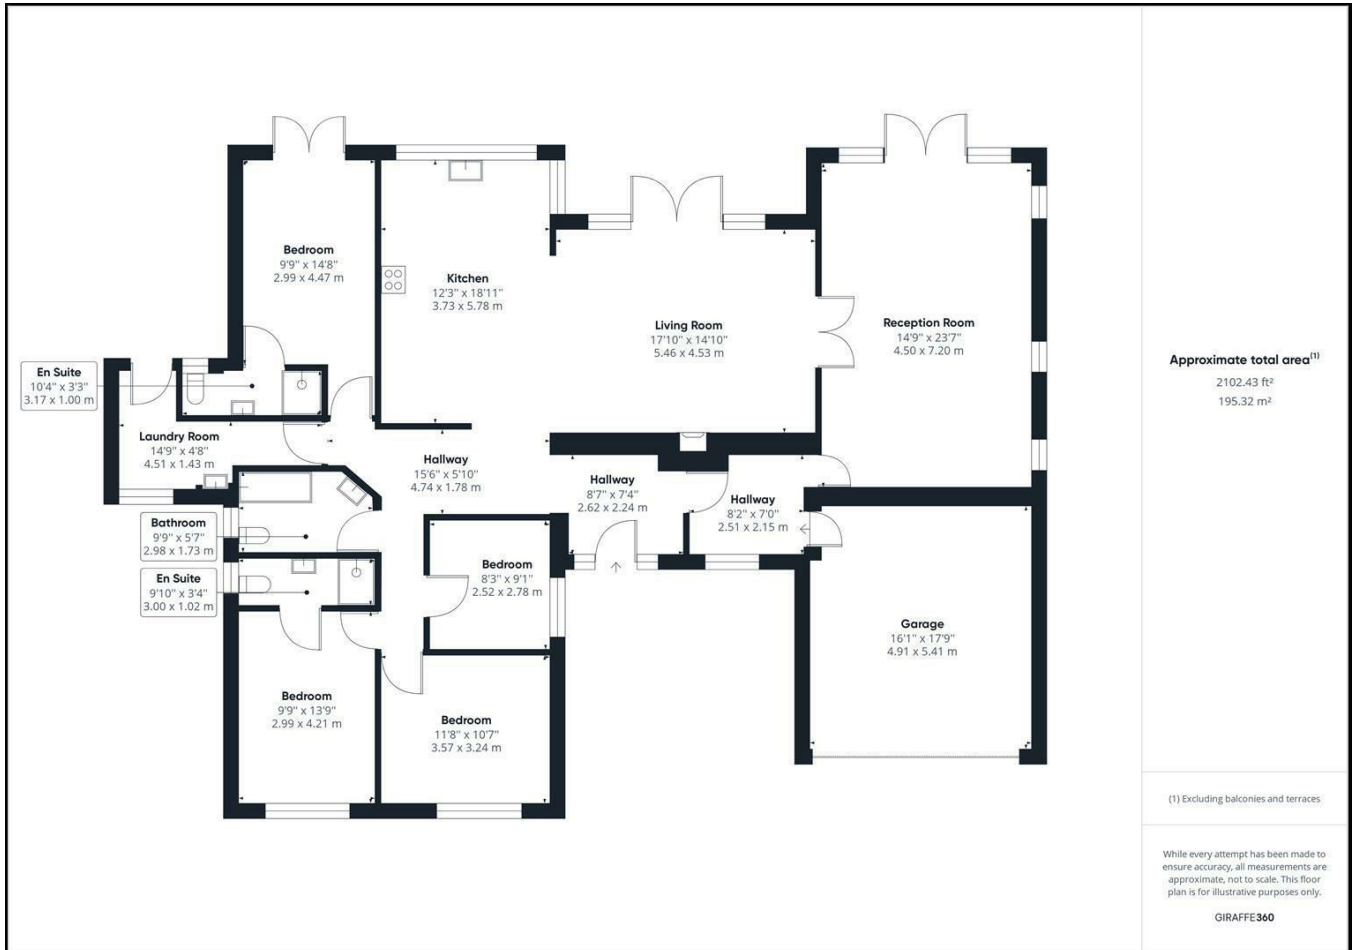 Bedroom
9'9" x 14'8"
2.99 x 4.47 m
Kitchen
12'3" x 18'11"
3.73 x 5.78 m
Living Room
17'10" x 14'10"
5.46 x 4.53 m
Reception Room
14'9" x 23'7"
4.50 x 7.20 m
En Suite
10'4" x 3'3"
3.17 x 1.00 m
Laundry Room
14'9" x 4'8"
4.51 x 1.43 m
Hallway
15'6" x 5'10"
4.74 x 1.78 m
Hallway
8'7" x 7'4"
2.62 x 2.24 m
Hallway
8'2" x 7'0"
2.51 x 2.15 m
Bathroom
9'9" x 5'7"
2.98 x 1.73 m
En Suite
9'10" x 3'4"
3.00 x 1.02 m
Bedroom
8'3" x 9'1"
2.52 x 2.78 m
Garage
16'1" x 17'9"
4.91 x 5.41 m
Bedroom
9'9" x 13'9"
2.99 x 4.21 m
Bedroom
11'8" x 10'7"
3.57 x 3.24 m
Approximate total area(1)
2102.43 ft²
195.32 m²
(1) Excluding balconies and terraces
While every attempt has been made to
ensure accuracy, all measurements are
approximate, not to scale. This floor
plan is for illustrative purposes only.
GIRAFFE360